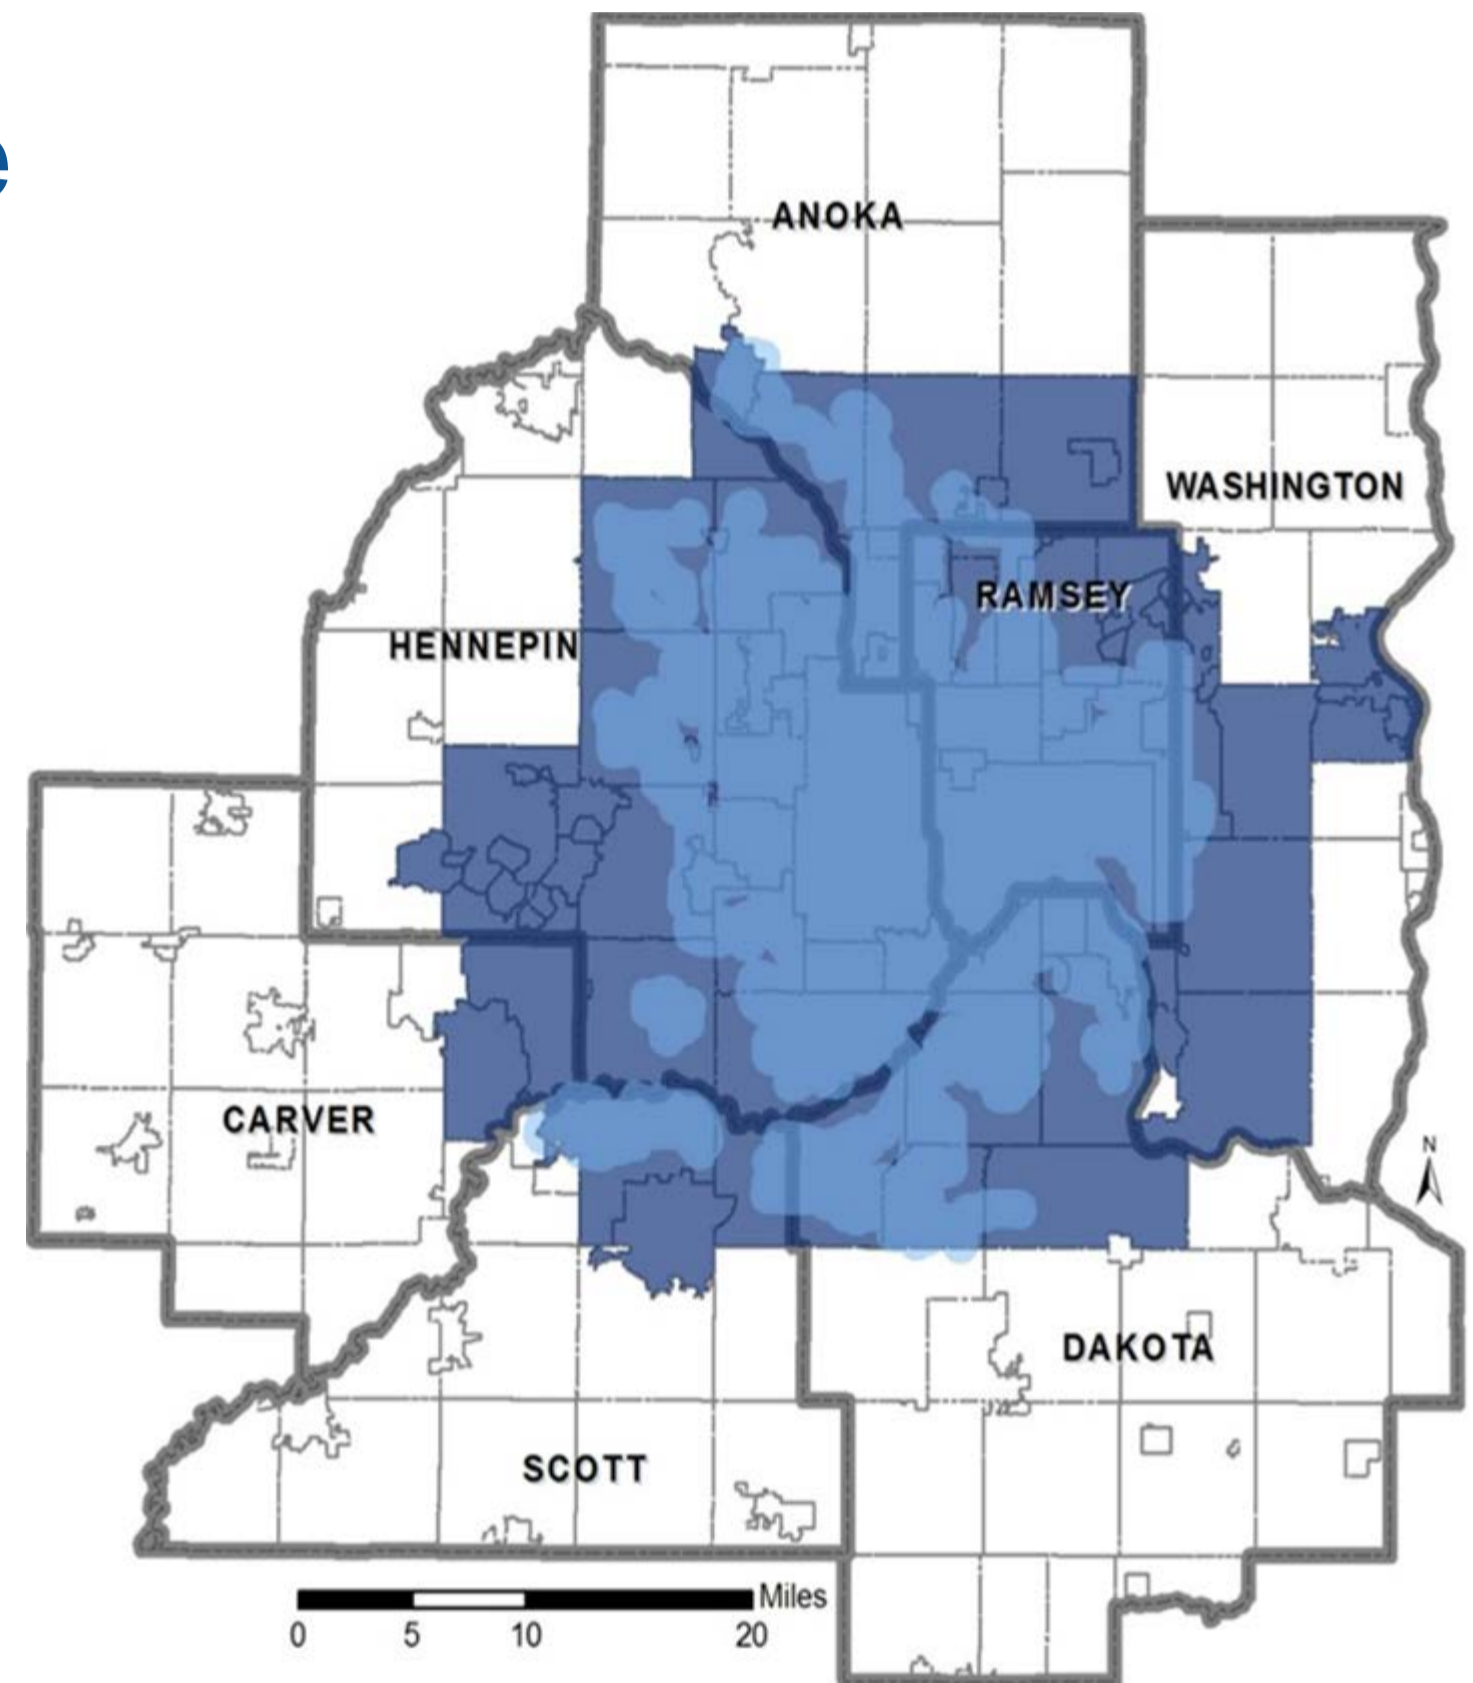 e
ANOKA
WASHINGTON
RAMSEY
HENNEPIN
CARVER
N
DAKOTA
SCOTT
Miles
0 5 10 20